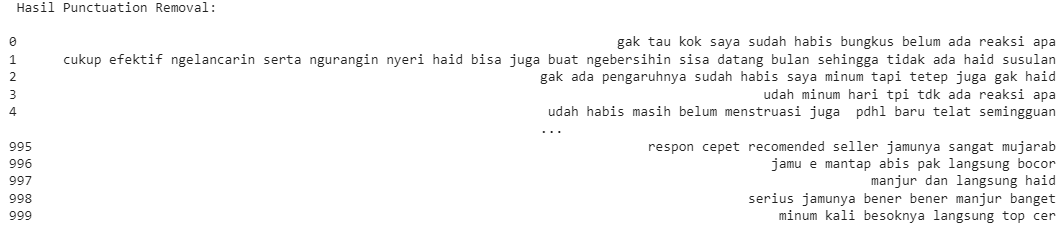 Hasil Punctuation Removal:
0 gak tau kok saya sudah habis bungkus belum ada reaksi apa
1 cukup efektif ngelancarin serta ngurangin nyeri haid bisa juga buat ngebersihin sisa datang bulan sehingga tidak ada haid susulan
2 gak ada pengaruhnya sudah habis saya minum tapi tetep juga gak haid
3 udah minum hari tpi tdk ada reaksi apa
4 udah habis masih belum menstruasi juga  pdhl baru telat semingguan
...
995 respon cepet recomended seller jamunya sangat mujarab
996 jamu e mantap abis pak langsung bocor
997 manjur dan langsung haid
998 serius jamunya bener bener manjur banget
999 minum kali besoknya langsung top cer